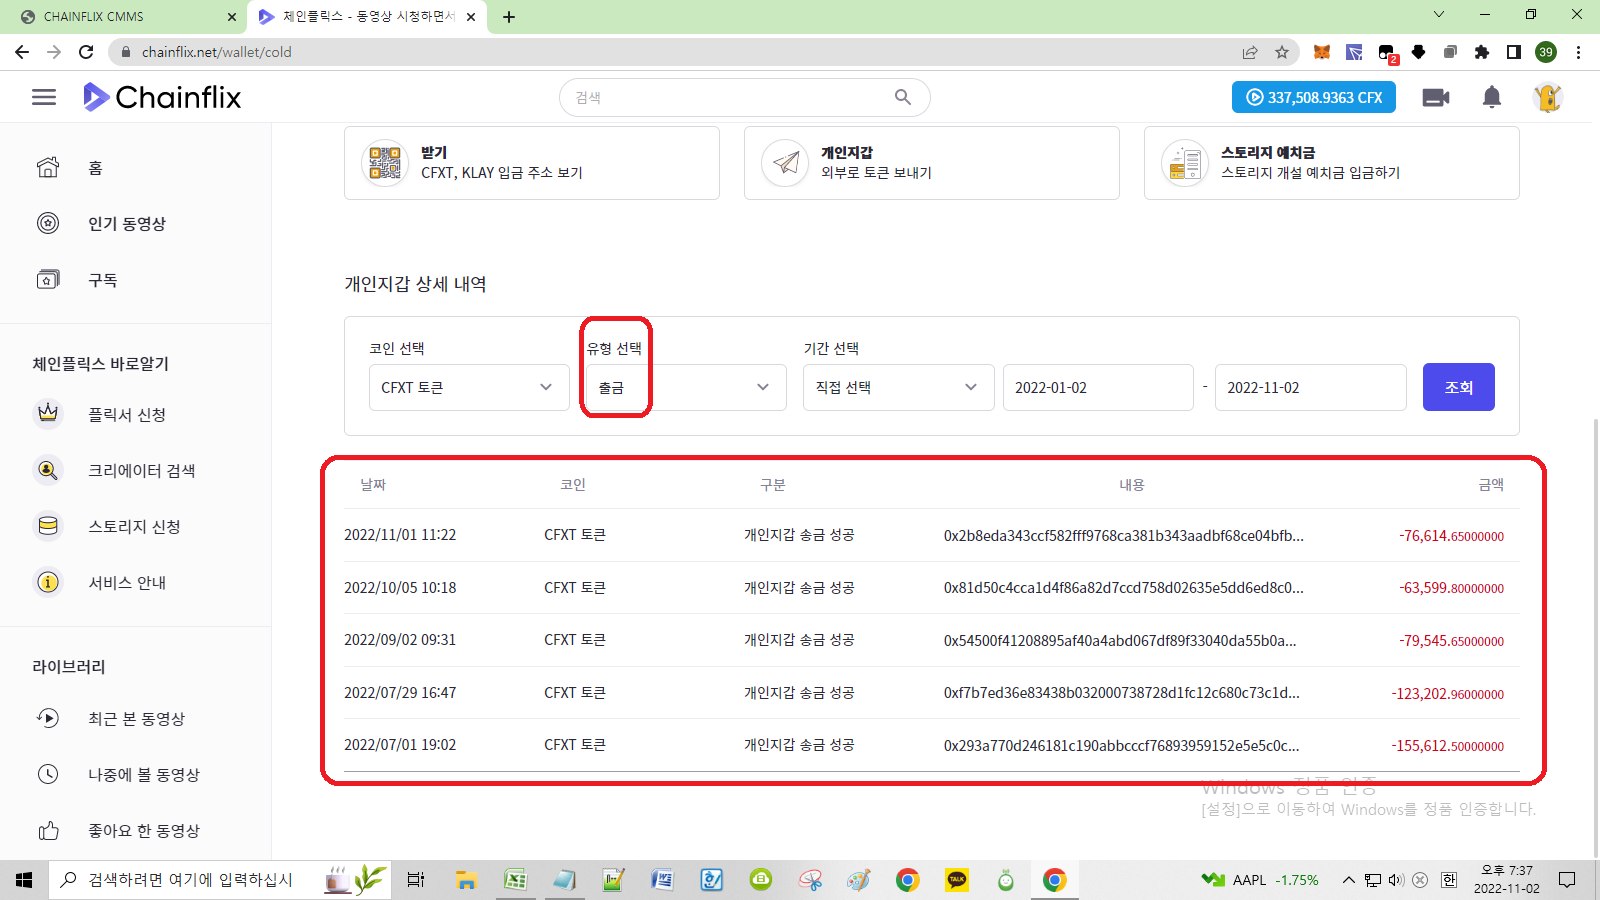 CHAINFLIX CMMS
체인플릭스 - 동영상 시청하면서
chainflix.net/wallet/cold
2
39
Chainflix
검색
337,508.9363 CFX
홈
인기 동영상
구독
체인플릭스 바로알기
플릭서 신청
크리에이터 검색
스토리지 신청
서비스 안내
라이브러리
최근 본 동영상
나중에 볼 동영상
좋아요 한 동영상
받기
CFXT, KLAY 입금 주소 보기
개인지갑
외부로 토큰 보내기
스토리지 예치금
스토리지 개설 예치금 입금하기
개인지갑 상세 내역
코인 선택 유형 선택 기간 선택
CFXT 토큰 출금 직접 선택 2022-01-02 - 2022-11-02 조회
날짜 코인 구분 내용 금액
2022/11/01 11:22 CFXT 토큰 개인지갑 송금 성공 0x2b8eda343ccf582fff9768ca381b343aadbf68ce04bfb... -76,614.65000000
2022/10/05 10:18 CFXT 토큰 개인지갑 송금 성공 0x81d50c4cca1d4f86a82d7ccd758d02635e5dd6ed8c0... -63,599.80000000
2022/09/02 09:31 CFXT 토큰 개인지갑 송금 성공 0x54500f41208895af40a4abd067df89f33040da55b0a... -79,545.65000000
2022/07/29 16:47 CFXT 토큰 개인지갑 송금 성공 0xf7b7ed36e83438b032000738728d1fc12c680c73c1d... -123,202.96000000
2022/07/01 19:02 CFXT 토큰 개인지갑 송금 성공 0x293a770d246181c190abbcccf76893959152e5e5c0c... -155,612.50000000
Windows 정품 인증
[설정]으로 이동하여 Windows를 정품 인증합니다.
검색하려면 여기에 입력하십시
TALK
AAPL -1.75%
한
오후 7:37
2022-11-02